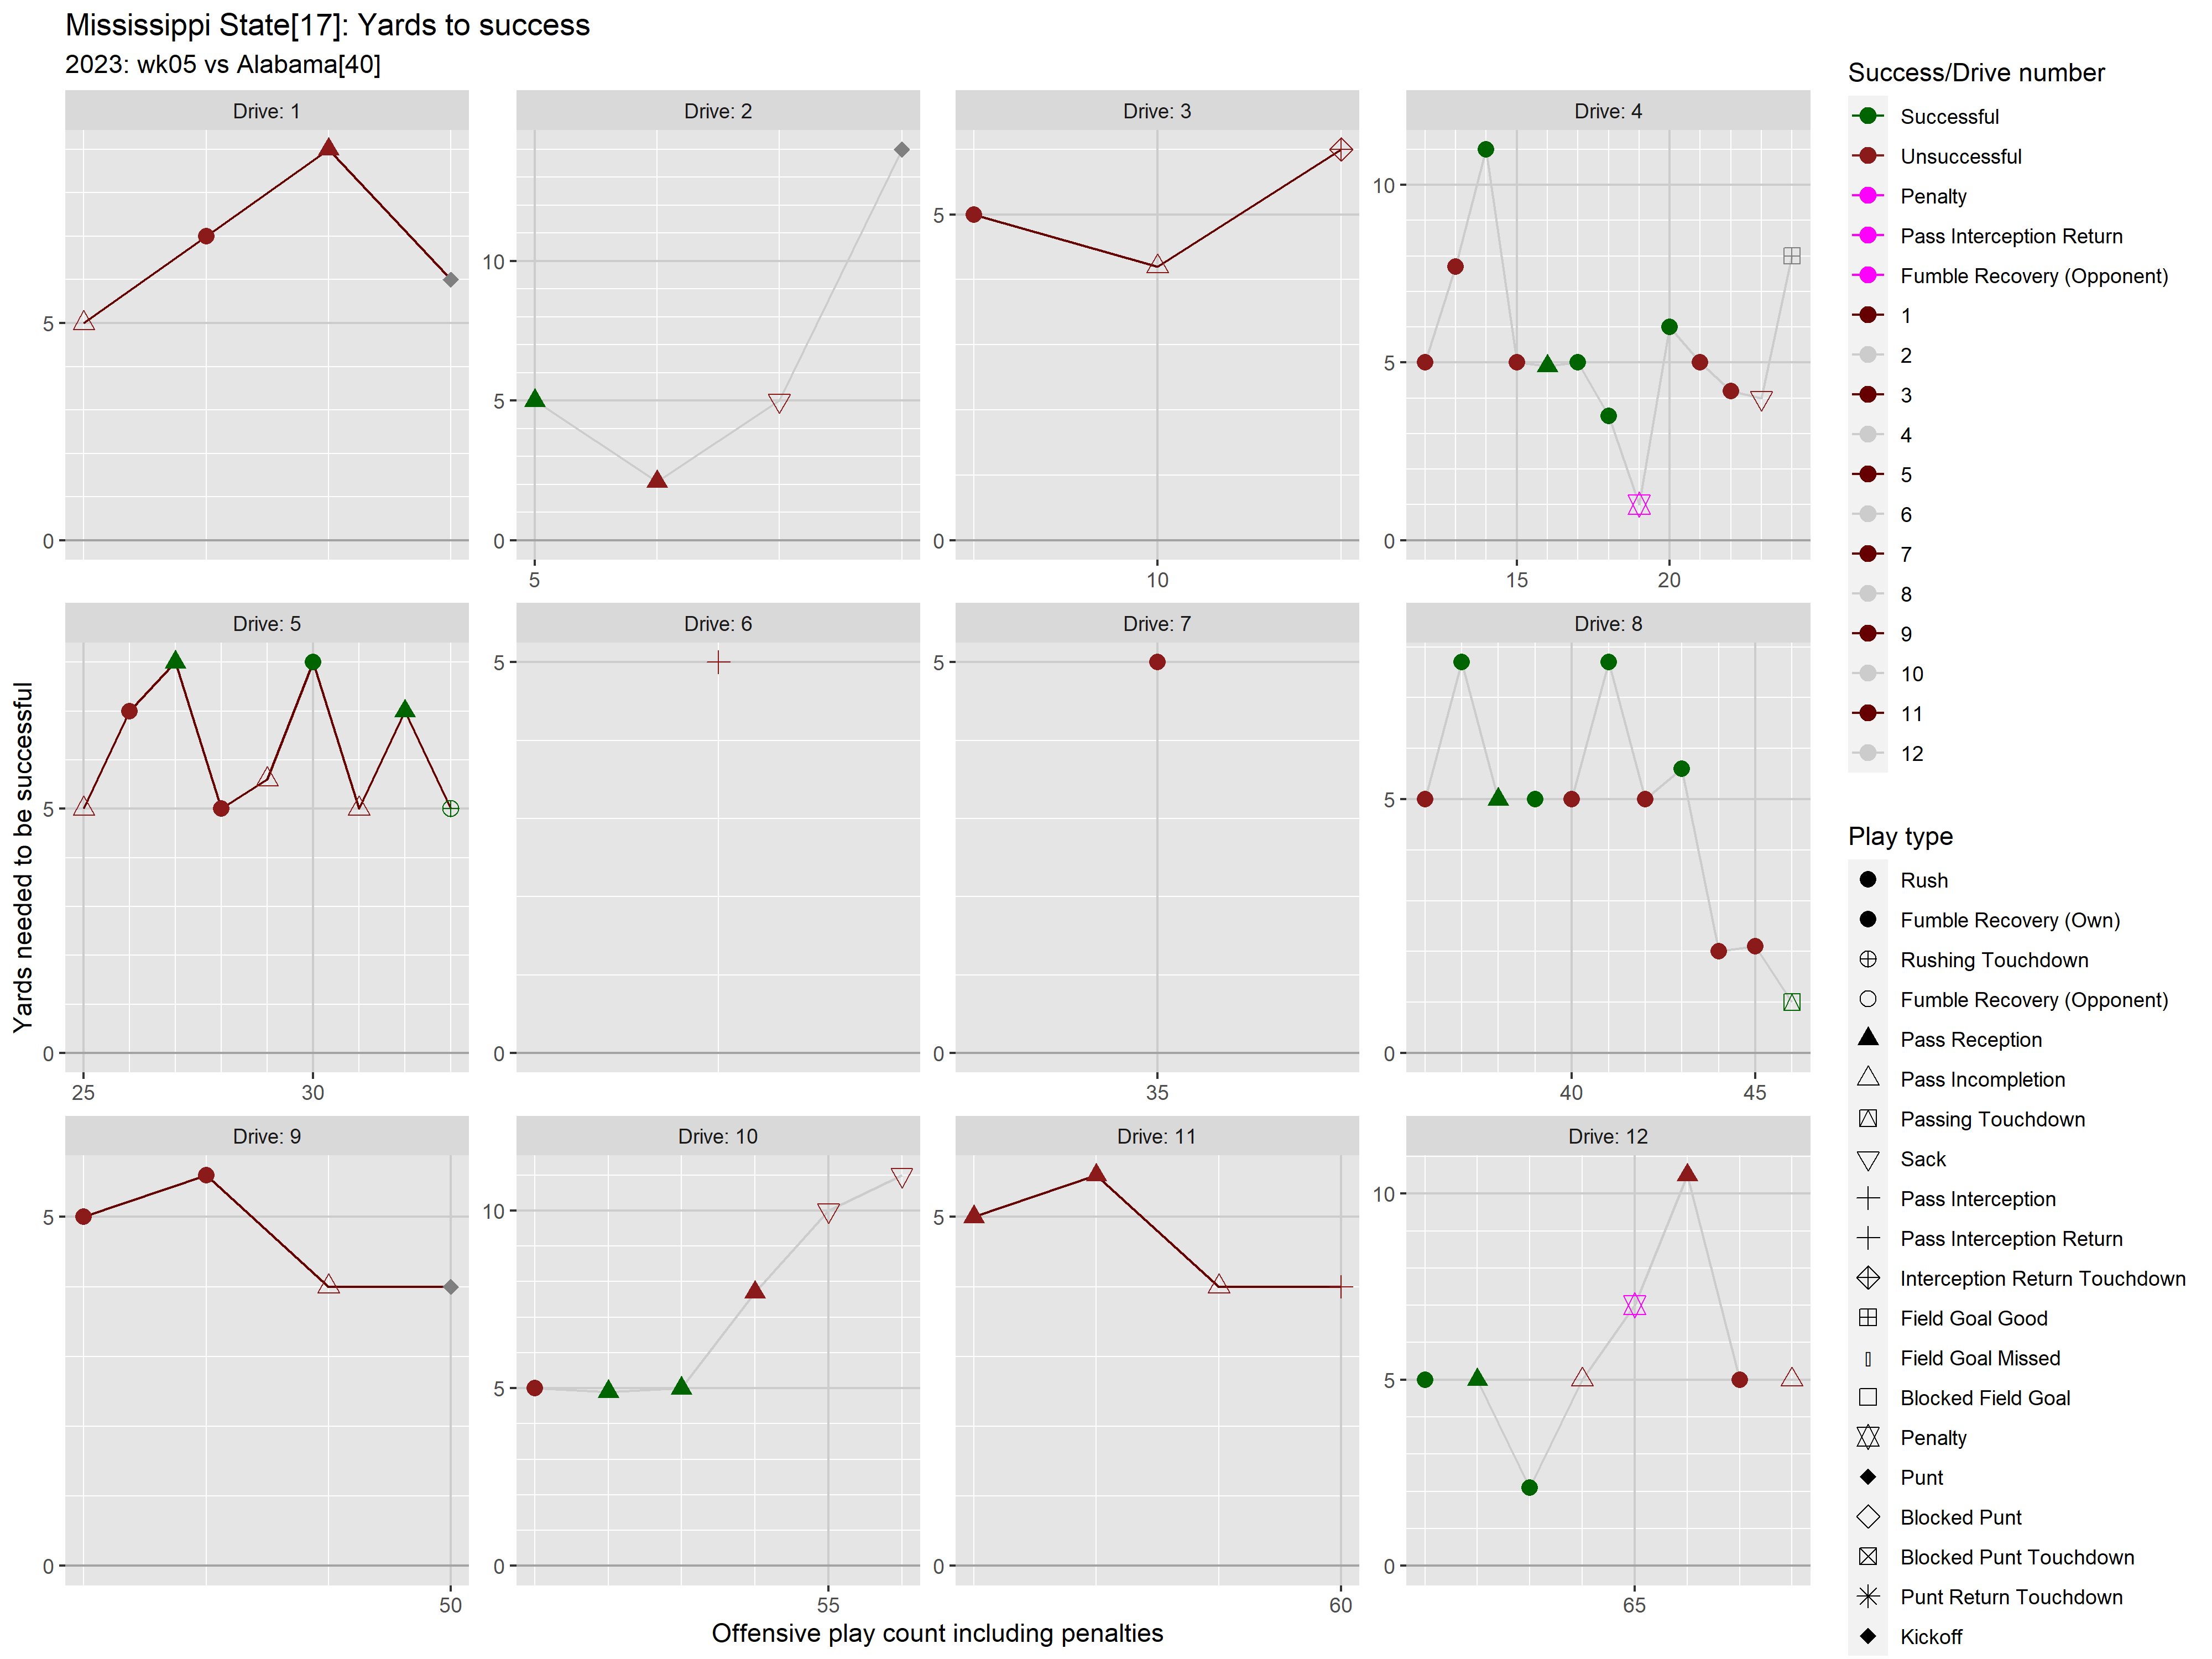 Mississippi State[17]: Yards to success
2023: wk05 vs Alabama[40]
Drive: 1
Drive: 2
Drive: 3
Drive: 4
5
0
10
5
0
5
5
0
10
10
5
0
15
20
Drive: 5
Drive: 6
Drive: 7
Drive: 8
5
0
25
30
5
0
5
0
35
5
0
40
45
Drive: 9
Drive: 10
Drive: 11
Drive: 12
5
0
50
10
5
0
55
5
0
60
10
5
0
65
Yards needed to be successful
Offensive play count including penalties
Success/Drive number
Successful
Unsuccessful
Penalty
Pass Interception Return
Fumble Recovery (Opponent)
1
2
3
4
5
6
7
8
9
10
11
12
Play type
Rush
Fumble Recovery (Own)
Rushing Touchdown
Fumble Recovery (Opponent)
Pass Reception
Pass Incompletion
Passing Touchdown
Sack
Pass Interception
Pass Interception Return
Interception Return Touchdown
Field Goal Good
Field Goal Missed
Blocked Field Goal
Penalty
Punt
Blocked Punt
Blocked Punt Touchdown
Punt Return Touchdown
Kickoff